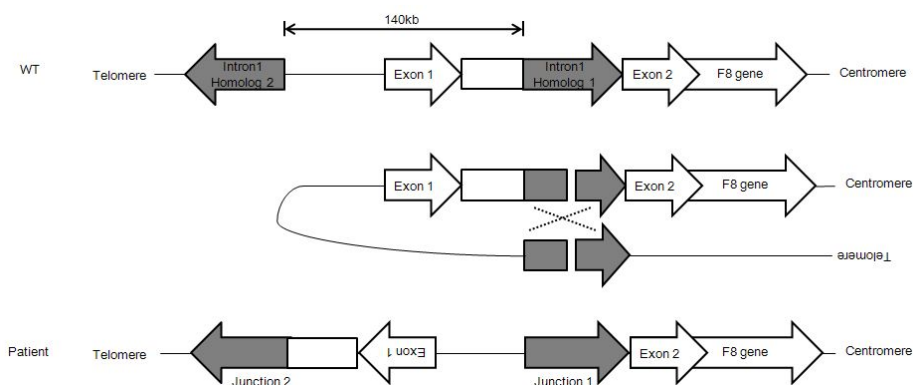 140kb
WT
Telomere
Intron1
Homolog 2
Exon 1
Intron1
Homolog 1
Exon 2
F8 gene
Centromere
Exon 1
Exon 2
F8 gene
Centromere
Telomere
Patient
Telomere
Exon 1
Exon 2
F8 gene
Centromere
Junction 2
Junction 1